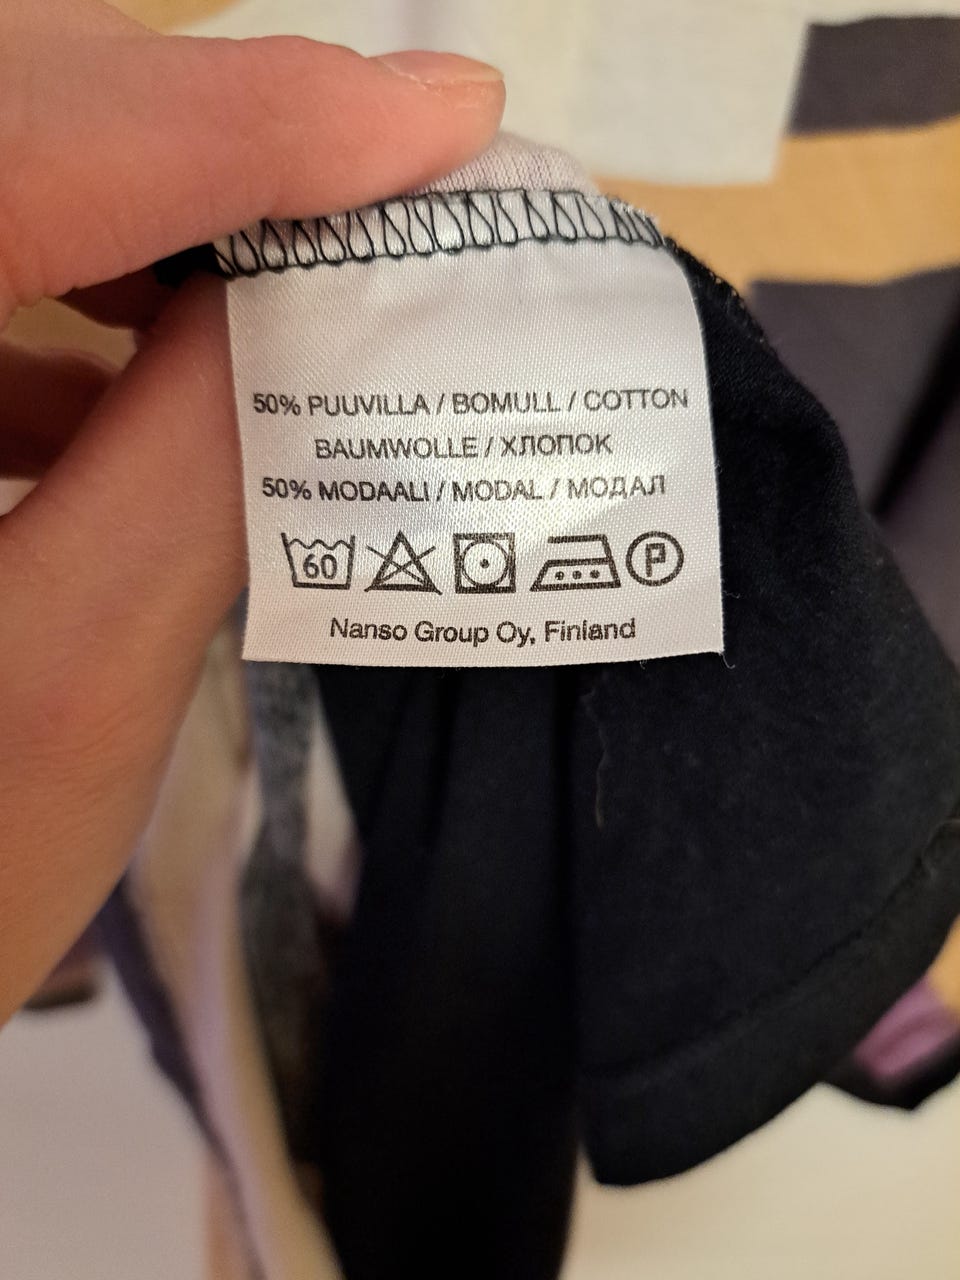 50% PUUVILLA / BOMULL / COTTON
BAUMWOLLE / ХЛОПОК
50% MODAALI / MODAL / МОДАЛ
60 P
Nanso Group Oy, Finland